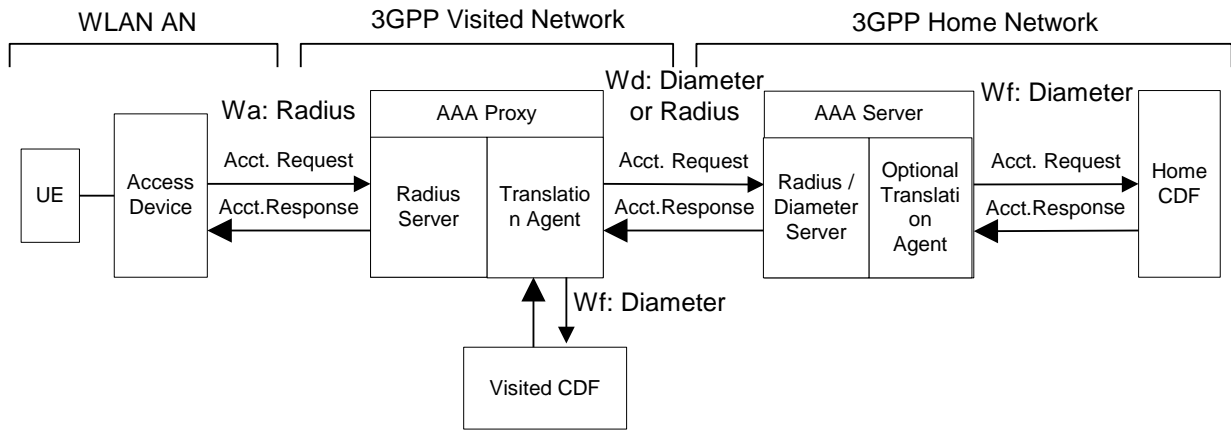 WLAN AN
3GPP Visited Network
3GPP Home Network
Wa: Radius
Wd: Diameter
or Radius
Wf: Diameter
AAA Proxy
AAA Server
UE
Access
Device
Acct. Request
Acct.Response
Radius
Server
Translatio
n Agent
Acct. Request
Acct.Response
Radius /
Diameter
Server
Optional
Translati
on
Agent
Acct. Request
Acct.Response
Home
CDF
Wf: Diameter
Visited CDF